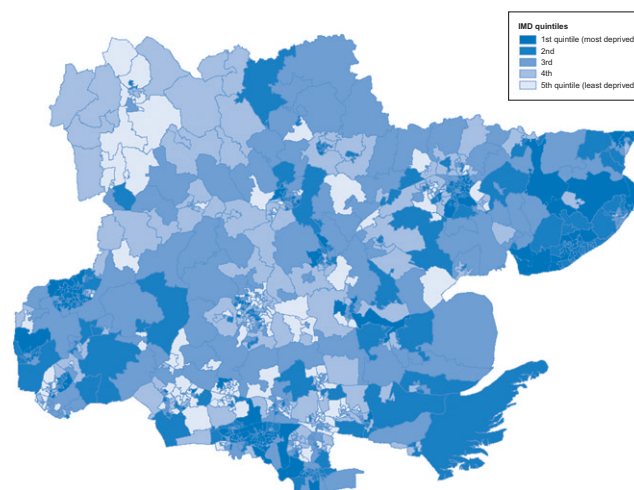 IMD quintiles
1st quintile (most deprived
2nd
3rd
4th
5th quintile (least deprived